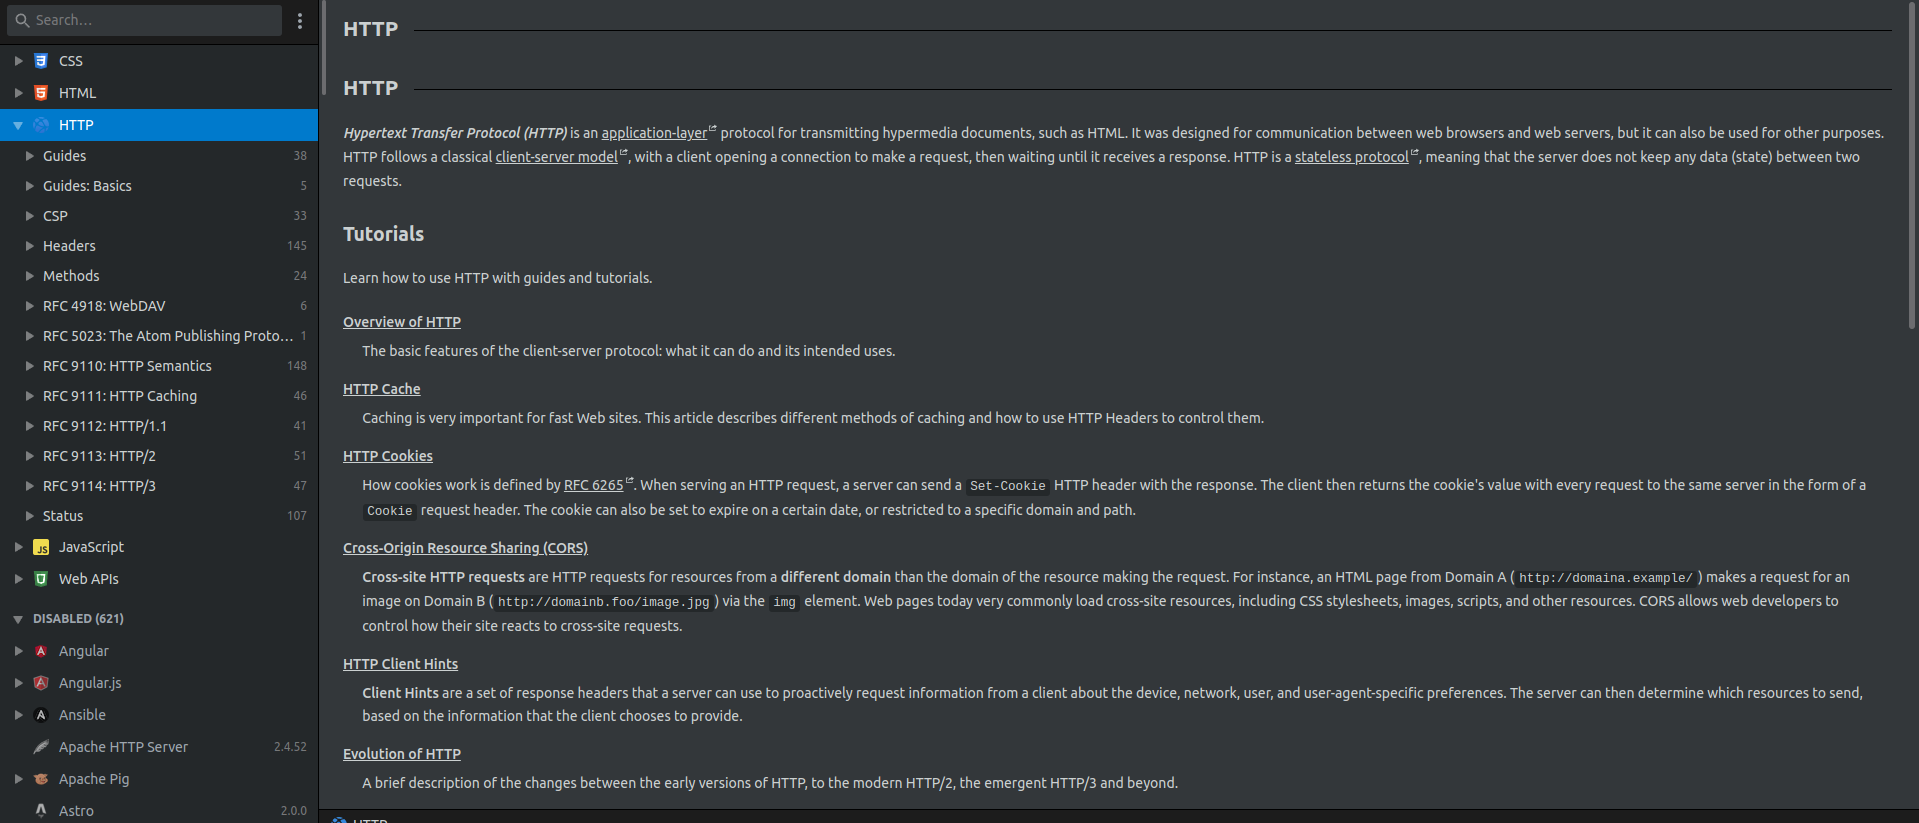 Search...
CSS
HTML
HTTP
Guides 38
Guides: Basics 5
CSP 33
Headers 145
Methods 24
RFC 4918: WebDAV 6
RFC 5023: The Atom Publishing Proto... 1
RFC 9110: HTTP Semantics 148
RFC 9111: HTTP Caching 46
RFC 9112: HTTP/1.1 41
RFC 9113: HTTP/2 51
RFC 9114: HTTP/3 47
Status 107
JS JavaScript
Web APIs
DISABLED (621)
Angular
Angular.js
Ansible
Apache HTTP Server 2.4.52
Apache Pig
Astro 2.0.0
HTTP
HTTP
Hypertext Transfer Protocol (HTTP) is an application-layer protocol for transmitting hypermedia documents, such as HTML. It was designed for communication between web browsers and web servers, but it can also be used for other purposes.
HTTP follows a classical client-server model, with a client opening a connection to make a request, then waiting until it receives a response. HTTP is a stateless protocol, meaning that the server does not keep any data (state) between two
requests.
Tutorials
Learn how to use HTTP with guides and tutorials.
Overview of HTTP
The basic features of the client-server protocol: what it can do and its intended uses.
HTTP Cache
Caching is very important for fast Web sites. This article describes different methods of caching and how to use HTTP Headers to control them.
HTTP Cookies
How cookies work is defined by RFC 6265. When serving an HTTP request, a server can send a Set-Cookie HTTP header with the response. The client then returns the cookie's value with every request to the same server in the form of a
Cookie request header. The cookie can also be set to expire on a certain date, or restricted to a specific domain and path.
Cross-Origin Resource Sharing (CORS)
Cross-site HTTP requests are HTTP requests for resources from a different domain than the domain of the resource making the request. For instance, an HTML page from Domain A (http://domaina.example/) makes a request for an
image on Domain B (http://domainb.foo/image.jpg) via the img element. Web pages today very commonly load cross-site resources, including CSS stylesheets, images, scripts, and other resources. CORS allows web developers to
control how their site reacts to cross-site requests.
HTTP Client Hints
Client Hints are a set of response headers that a server can use to proactively request information from a client about the device, network, user, and user-agent-specific preferences. The server can then determine which resources to send,
based on the information that the client chooses to provide.
Evolution of HTTP
A brief description of the changes between the early versions of HTTP, to the modern HTTP/2, the emergent HTTP/3 and beyond.
HTTP